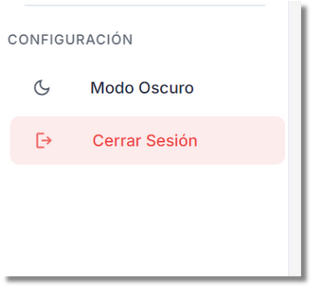 CONFIGURACIÓN
Modo Oscuro
Cerrar Sesión